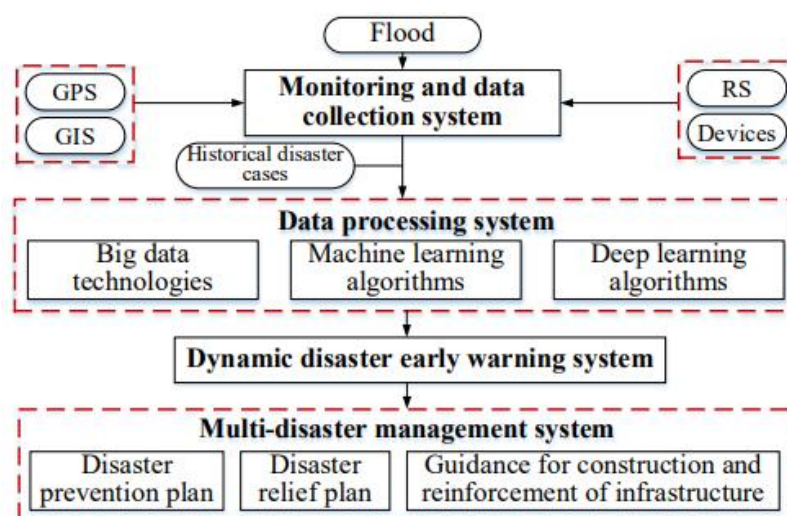 Flood
GPS
GIS
Monitoring and data
collection system
RS
Devices
Historical disaster
cases
Data processing system
Big data
technologies
Machine learning
algorithms
Deep learning
algorithms
Dynamic disaster early warning system
Multi-disaster management system
Disaster
prevention plan
Disaster
relief plan
Guidance for construction and
reinforcement of infrastructure